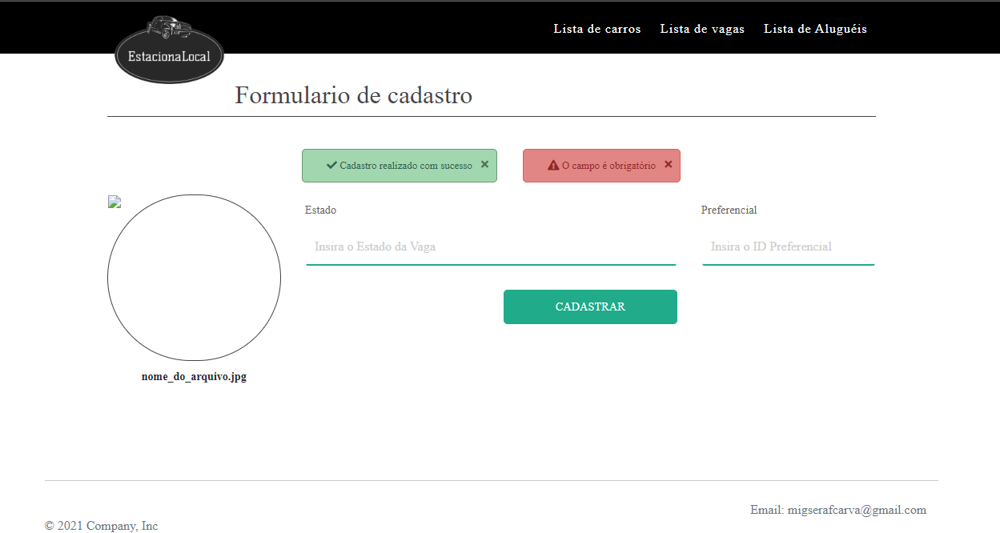 EstacionaLocal
Lista de carros Lista de vagas Lista de Aluguéis
Formulario de cadastro
Cadastro realizado com sucesso
O campo é obrigatório
Estado
Preferencial
Insira o Estado da Vaga
Insira o ID Preferencial
CADASTRAR
nome_do_arquivo.jpg
Email: migserafcarva@gmail.com
© 2021 Company, Inc